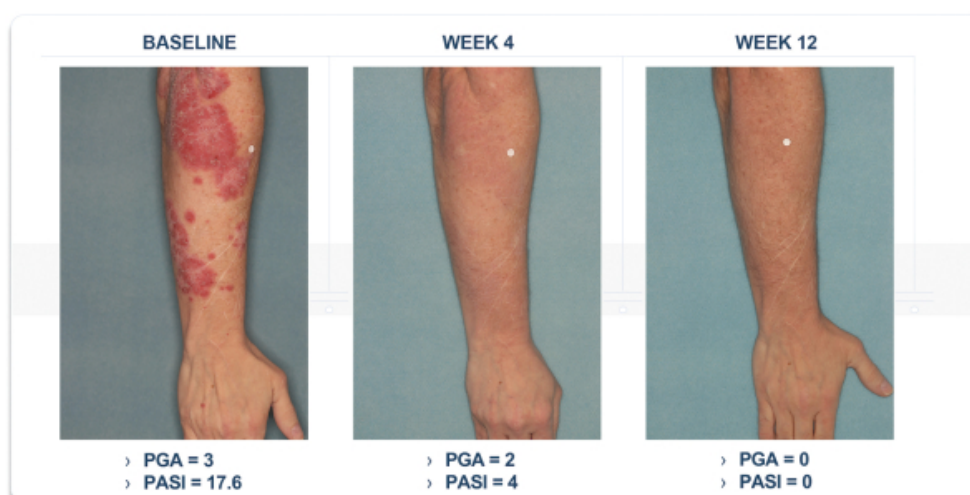 BASELINE
WEEK 4
WEEK 12
› PGA = 3
› PASI = 17.6
› PGA = 2
› PASI = 4
› PGA = 0
› PASI = 0